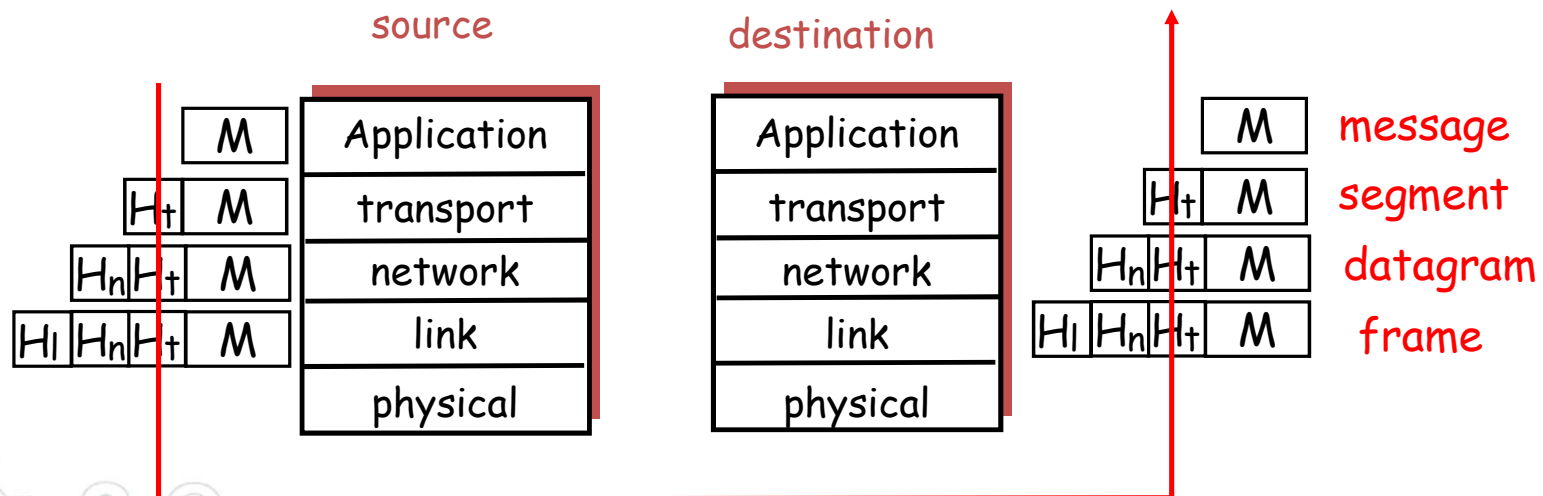 source destination
M Application Application M message
Ht M transport transport Ht M segment
Hn Ht M network network Hn Ht M datagram
Hl Hn Ht M link link Hl Hn Ht M frame
physical physical